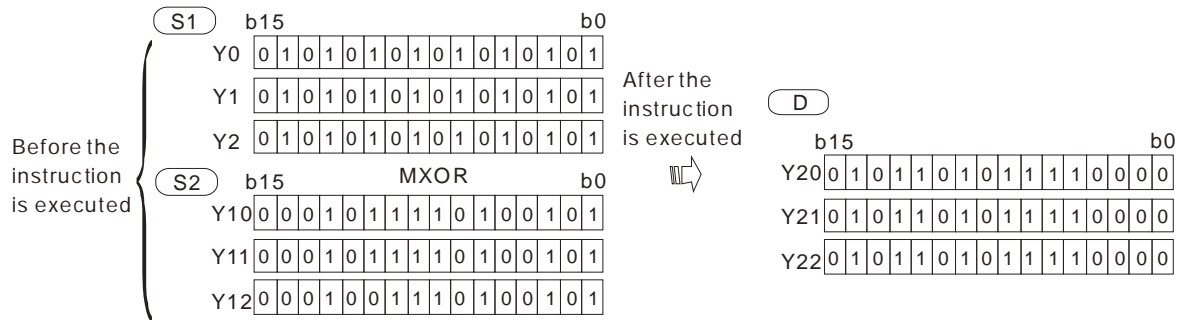 S1 b15 b0
Y0 0 1 0 1 0 1 0 1 0 1 0 1 0 1 0 1
Y1 0 1 0 1 0 1 0 1 0 1 0 1 0 1 0 1
Y2 0 1 0 1 0 1 0 1 0 1 0 1 0 1 0 1
Before the
instruction
is executed
S2 b15 MXOR b0
Y10 0 0 0 1 0 1 1 1 1 0 1 0 0 1 0 1
Y11 0 0 0 1 0 1 1 1 1 0 1 0 0 1 0 1
Y12 0 0 0 1 0 0 1 1 1 0 1 0 0 1 0 1
After the
instruction
is executed
D
b15 b0
Y20 0 1 0 1 1 0 1 0 1 1 1 1 0 0 0 0
Y21 0 1 0 1 1 0 1 0 1 1 1 1 0 0 0 0
Y22 0 1 0 1 1 0 1 0 1 1 1 1 0 0 0 0